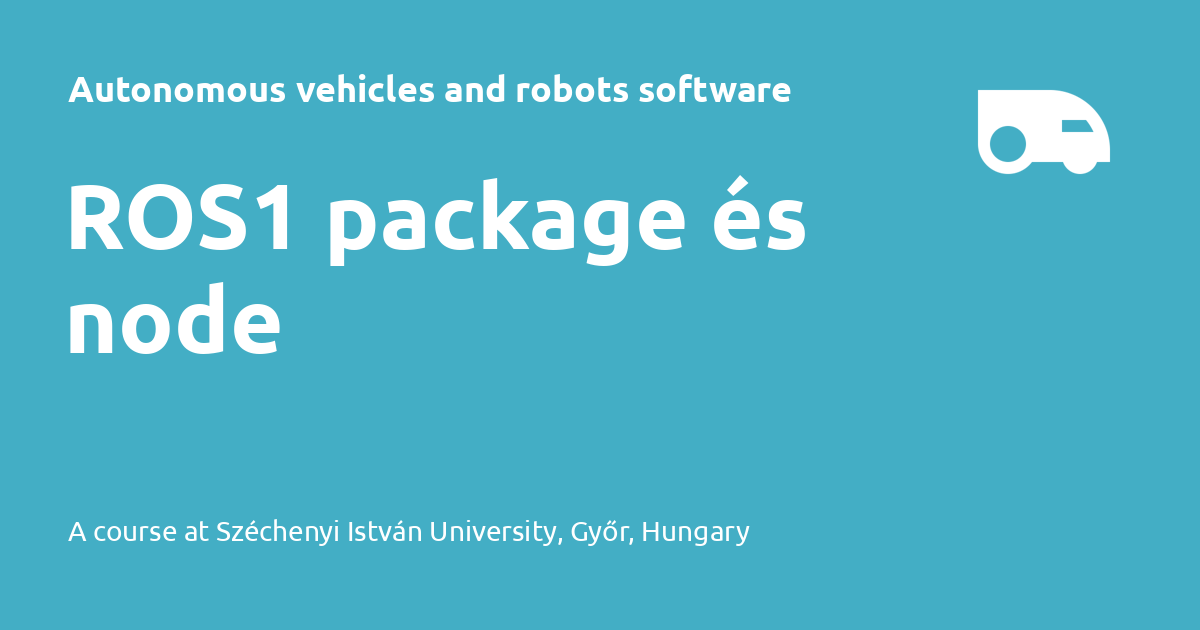 Autonomous vehicles and robots software
ROS1 package és
node
A course at Széchenyi István University, Győr, Hungary